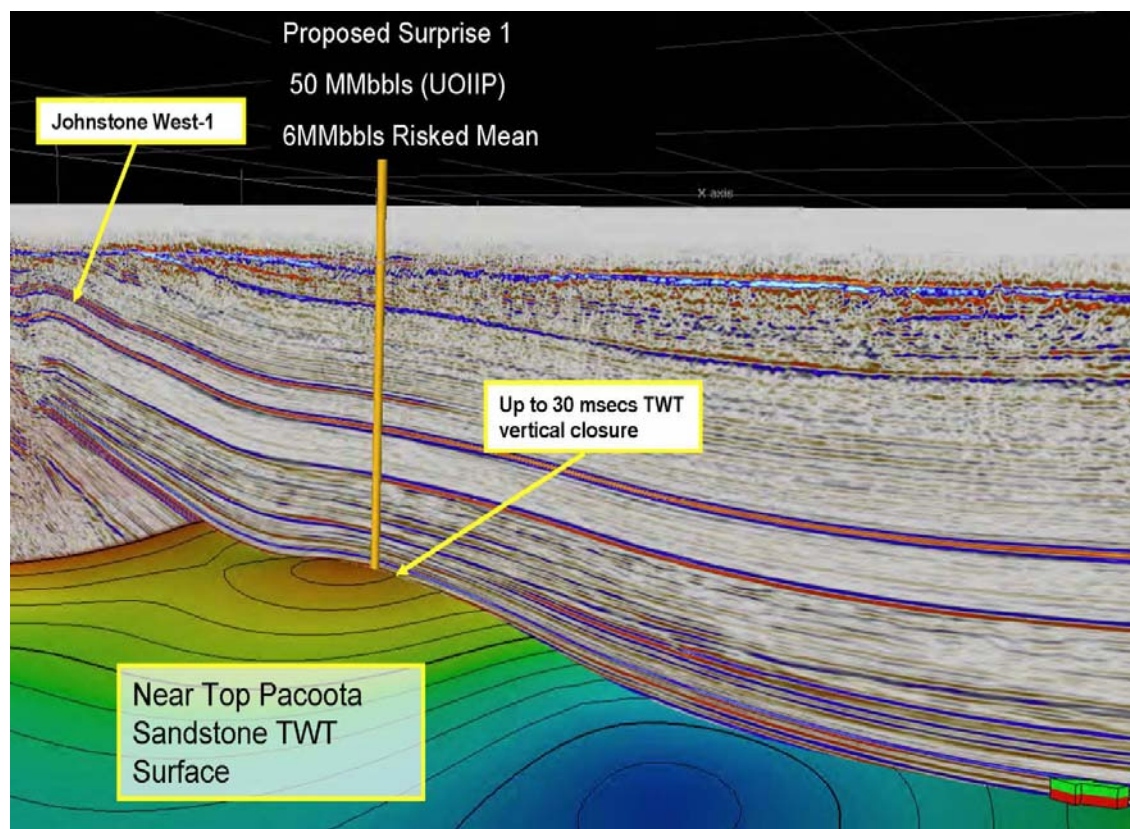 Proposed Surprise 1
50 MMbbls (UOIIP)
6MMbbls Risked Mean
Johnstone West-1
X axis
Up to 30 msecs TWT
vertical closure
Near Top Pacoota
Sandstone TWT
Surface